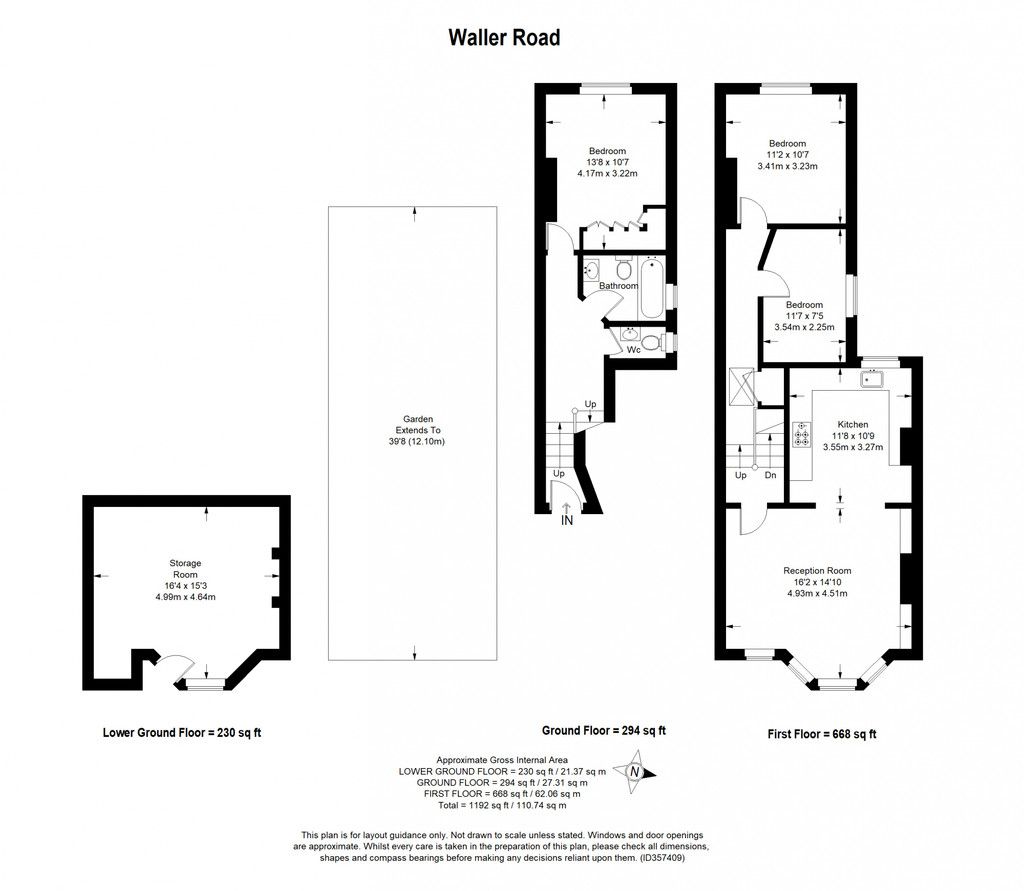 Waller Road
Bedroom
13'8 x 10'7
4.17m x 3.22m
Bathroom
Wc
Up
Up
IN
Bedroom
11'2 x 10'7
3.41m x 3.23m
Bedroom
11'7 x 7'5
3.54m x 2.25m
Kitchen
11'8 x 10'9
3.55m x 3.27m
Up
Dn
Reception Room
16'2 x 14'10
4.93m x 4.51m
Garden
Extends To
39'8 (12.10m)
Storage
Room
16'4 x 15'3
4.99m x 4.64m
Lower Ground Floor = 230 sq ft
Ground Floor = 294 sq ft
First Floor = 668 sq ft
Approximate Gross Internal Area
LOWER GROUND FLOOR = 230 sq ft / 21.37 sq m
GROUND FLOOR = 294 sq ft / 27.31 sq m
FIRST FLOOR = 668 sq ft / 62.06 sq m
Total = 1192 sq ft / 110.74 sq m
N
This plan is for layout guidance only. Not drawn to scale unless stated. Windows and door openings
are approximate. Whilst every care is taken in the preparation of this plan, please check all dimensions,
shapes and compass bearings before making any decisions reliant upon them. (ID357409)